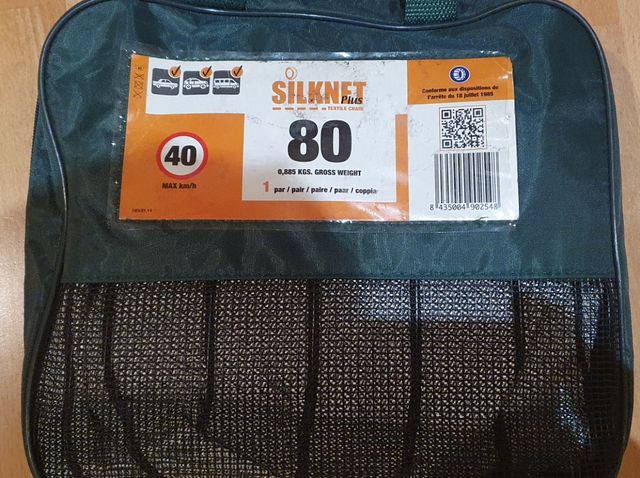 SiLKNET
Plus
TEXTILE CHAIN
80
0,885 KGS. GROSS WEIGHT
1 par / pair / paire / paar / coppia
40
MAX km/h
Conforme aux dispositions de
l'arrête du 18 juillet 1985
8 435004 902548